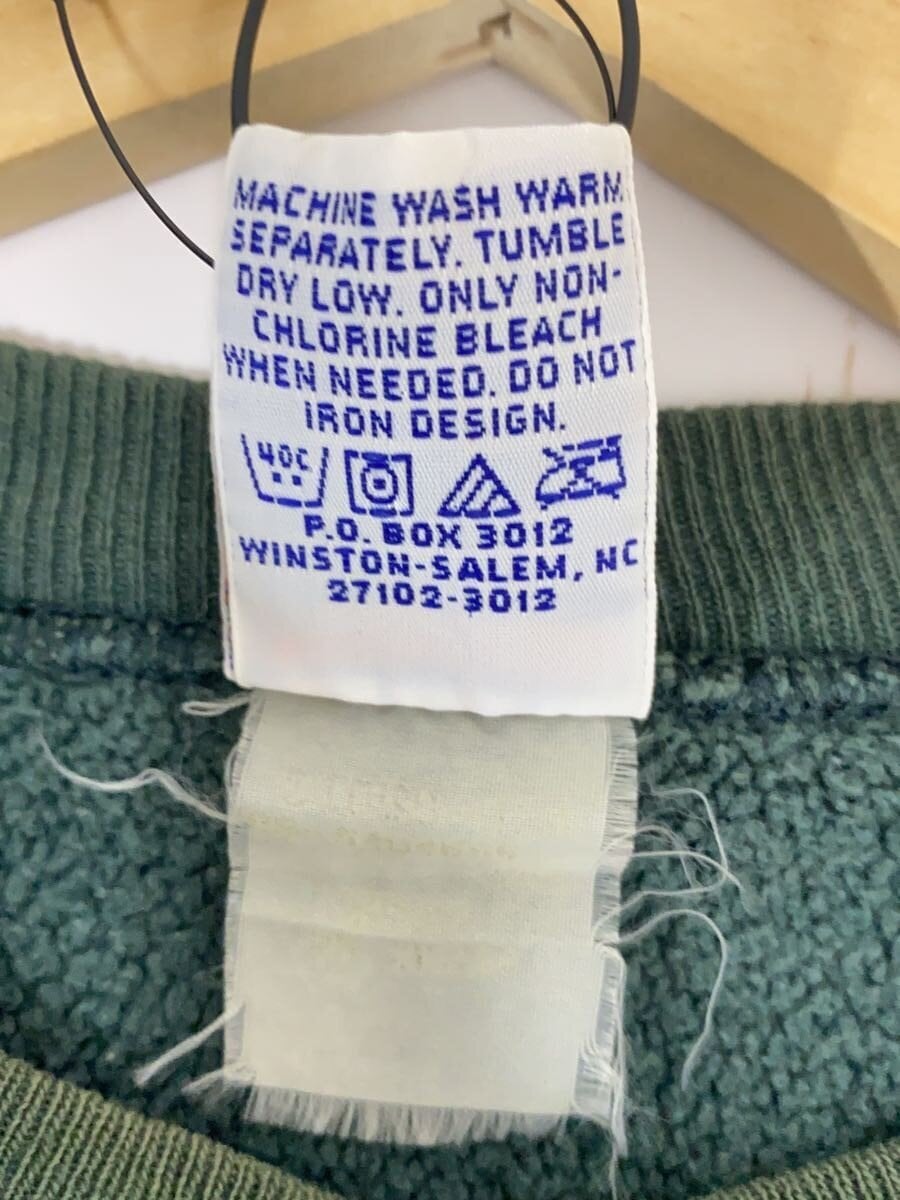 MACHINE WASH WARM
SEPARATELY. TUMBLE
DRY LOW. ONLY NON-
CHLORINE BLEACH
WHEN NEEDED. DO NOT
IRON DESIGN.
40C
P.O. BOX 3012
WINSTON-SALEM, NC
27102-3012